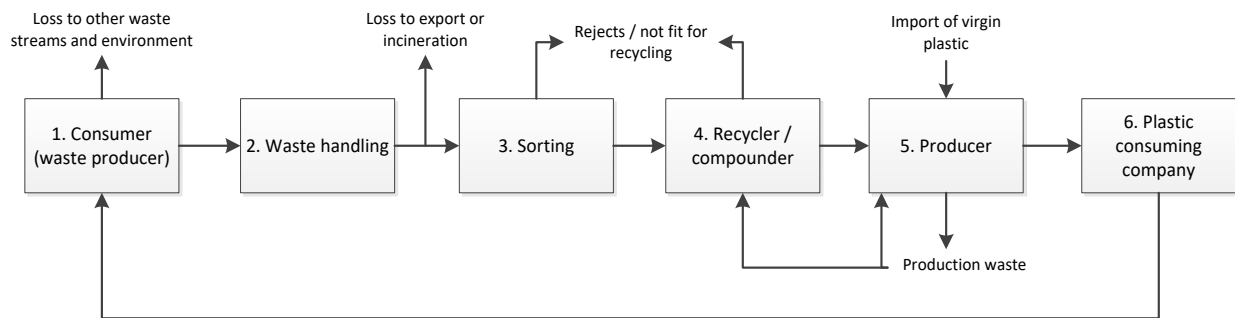 Loss to other waste
streams and environment
Loss to export or
incineration
Rejects / not fit for
recycling
Import of virgin
plastic
1. Consumer
(waste producer)
2. Waste handling
3. Sorting
4. Recycler /
compounder
5. Producer
6. Plastic
consuming
company
Production waste